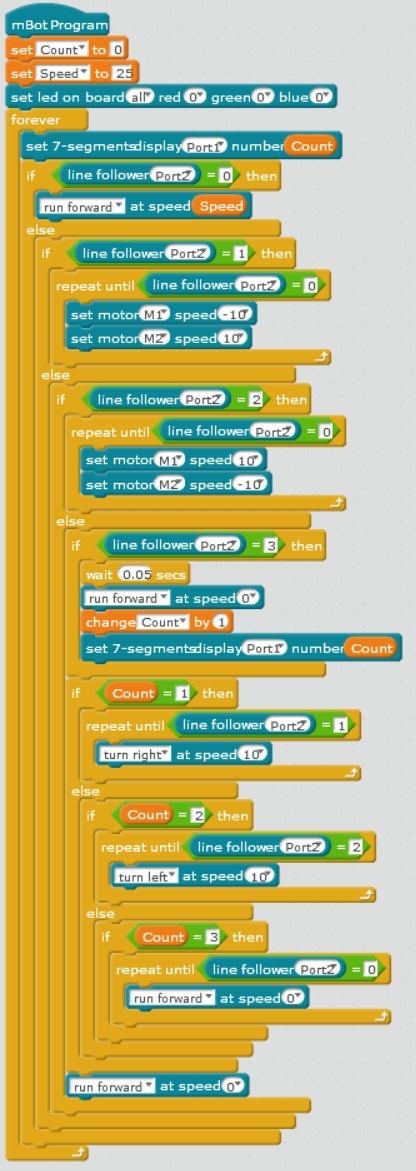 mBot Program
set Count to 0
set Speed to 25
set led on board all red 0 green 0 blue 0
forever
set 7-segments display Port1 number Count
if line follower Port2 = 0 then
run forward at speed Speed
else
if line follower Port2 = 1 then
repeat until line follower Port2 = 0
set motor M1 speed -10
set motor M2 speed 10
else
if line follower Port2 = 2 then
repeat until line follower Port2 = 0
set motor M1 speed 10
set motor M2 speed -10
else
if line follower Port2 = 3 then
wait 0.05 secs
run forward at speed 0
change Count by 1
set 7-segments display Port1 number Count
if Count = 1 then
repeat until line follower Port2 = 1
turn right at speed 10
else
if Count = 2 then
repeat until line follower Port2 = 2
turn left at speed 10
else
if Count = 3 then
repeat until line follower Port2 = 0
run forward at speed 0
run forward at speed 0